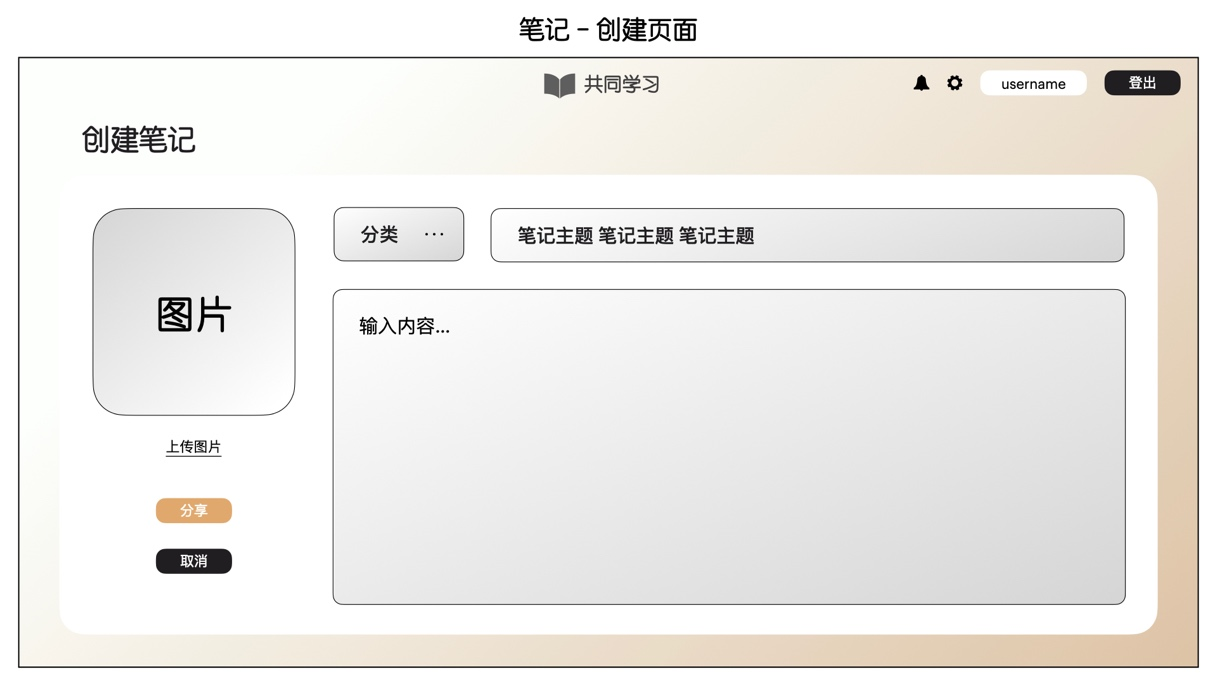 笔记 - 创建页面
共同学习
username
登出
创建笔记
图片
分类 ...
笔记主题 笔记主题 笔记主题
输入内容...
上传图片
分享
取消